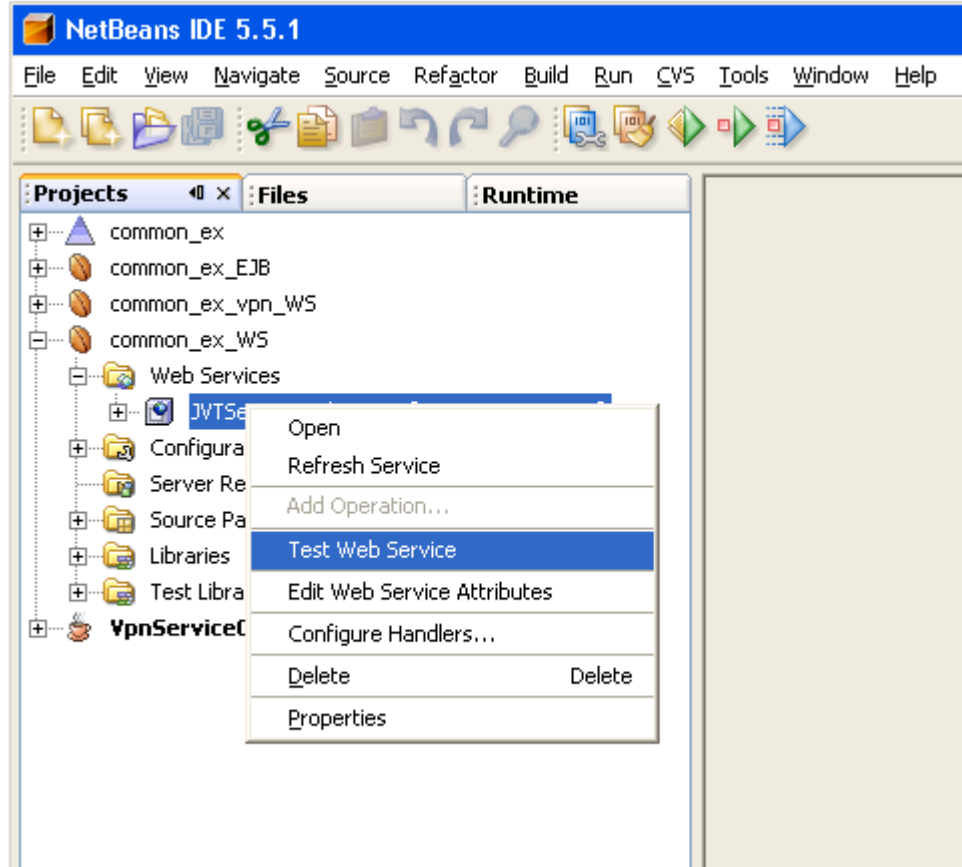 NetBeans IDE 5.5.1
File Edit View Navigate Source Refactor Build Run CVS Tools Window Help
Projects Files Runtime
common_ex
common_ex_EJB
common_ex_vpn_WS
common_ex_WS
Web Services
JVTSe
Open
Configura
Refresh Service
Server Re
Add Operation...
Source Pa
Test Web Service
Libraries
Edit Web Service Attributes
Test Libra
Configure Handlers...
VpnService
Delete Delete
Properties